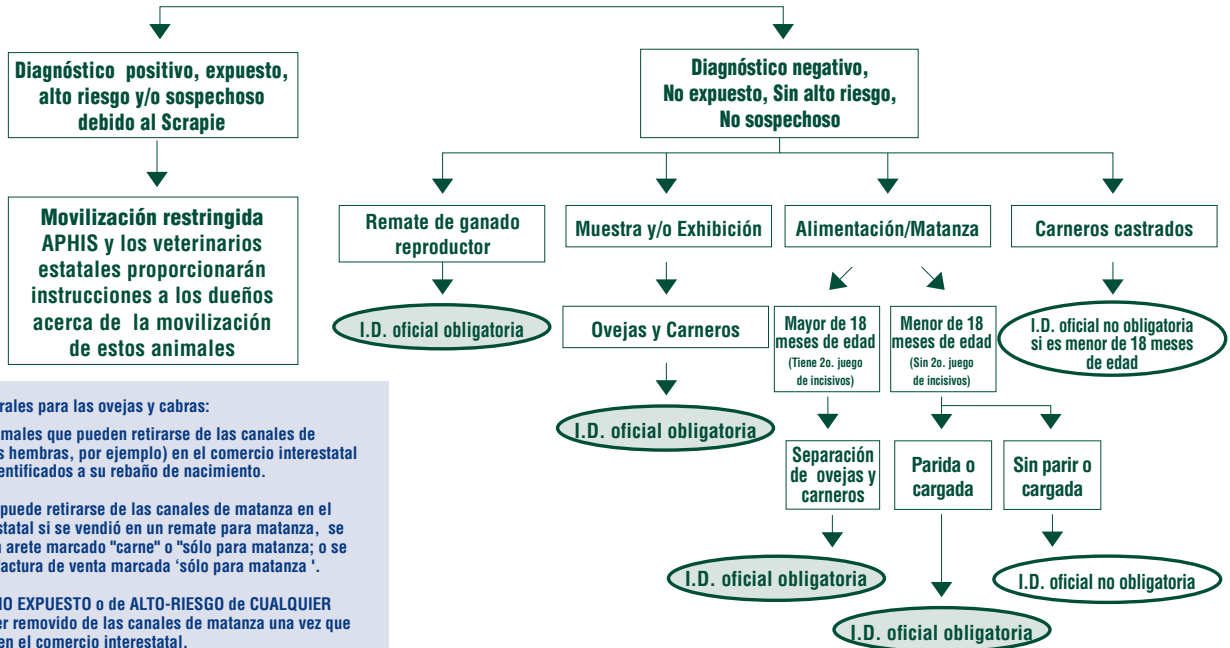 Diagnóstico positivo, expuesto,
alto riesgo y/o sospechoso
debido al Scrapie
Movilización restringida
APHIS y los veterinarios
estatales proporcionarán
instrucciones a los dueños
acerca de la movilización
de estos animales
Diagnóstico negativo,
No expuesto, Sin alto riesgo,
No sospechoso
Remate de ganado
reproductor
I.D. oficial obligatoria
Muestra y/o Exhibición
Ovejas y Carneros
I.D. oficial obligatoria
Alimentación/Matanza
Mayor de 18
meses de edad
(Tiene 2o. juego
de incisivos)
Separación
de ovejas y
carneros
I.D. oficial obligatoria
Menor de 18
meses de edad
(Sin 2o. juego
de incisivos)
Parida o
cargada
I.D. oficial obligatoria
Sin parir o
cargada
I.D. oficial no obligatoria
Carneros castrados
I.D. oficial no obligatoria
si es menor de 18 meses
de edad
rales para las ovejas y cabras:
males que pueden retirarse de las canales de
s hembras, por ejemplo) en el comercio interestatal
entificados a su rebaño de nacimiento.
puede retirarse de las canales de matanza en el
statal si se vendió en un remate para matanza, se
arete marcado "carne" o "sólo para matanza; o se
factura de venta marcada ‘sólo para matanza '.
EXPUESTO o de ALTO-RIESGO de CUALQUIER
er removido de las canales de matanza una vez que
en el comercio interestatal.